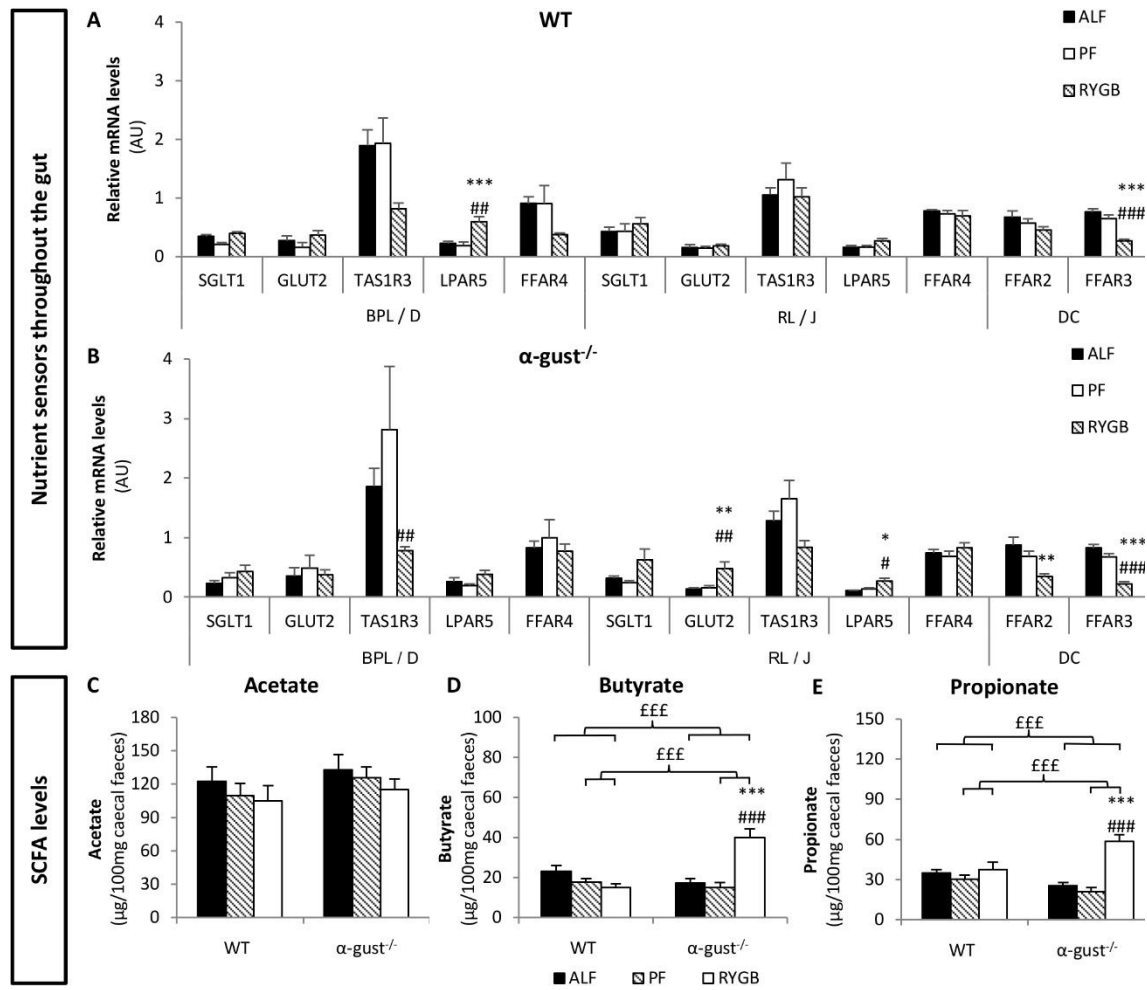 Nutrient sensors throughout the gut
A
WT
ALF
PF
RYGB
Relative mRNA levels
(AU)
4
3
2
1
0
***
##
***
###
SGLT1 GLUT2 TAS1R3 LPAR5 FFAR4 SGLT1 GLUT2 TAS1R3 LPAR5 FFAR4 FFAR2 FFAR3
BPL / D RL / J DC
B
α-gust-/-
ALF
PF
RYGB
Relative mRNA levels
(AU)
4
3
2
1
0
##
**
##
*
#
**
***
###
SGLT1 GLUT2 TAS1R3 LPAR5 FFAR4 SGLT1 GLUT2 TAS1R3 LPAR5 FFAR4 FFAR2 FFAR3
BPL / D RL / J DC
SCFA levels
C
Acetate
Acetate
(µg/100mg caecal faeces)
180
150
120
90
60
30
0
WT α-gust-/-
D
Butyrate
Butyrate
(µg/100mg caecal faeces)
100
80
60
40
20
0
£££
£££
***
###
WT α-gust-/-
E
Propionate
Propionate
(µg/100mg caecal faeces)
150
120
90
60
30
0
£££
£££
***
###
WT α-gust-/-
ALF PF RYGB